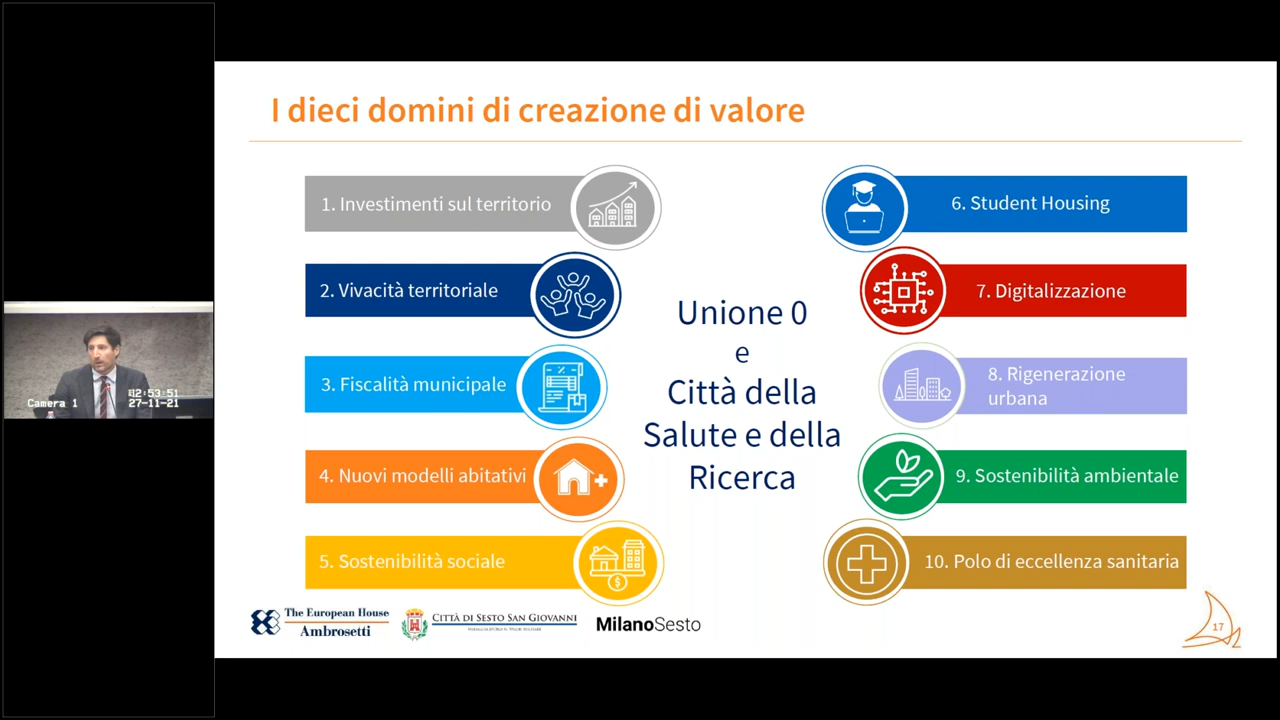 I dieci domini di creazione di valore
1. Investimenti sul territorio
2. Vivacità territoriale
3. Fiscalità municipale
4. Nuovi modelli abitativi
5. Sostenibilità sociale
Unione 0
e
Città della
Salute e della
Ricerca
6. Student Housing
7. Digitalizzazione
8. Rigenerazione
urbana
9. Sostenibilità ambientale
10. Polo di eccellenza sanitaria
Camera 1
12:53:51
27-11-21
The European House
Ambrosetti
CITTÀ DI SESTO SAN GIOVANNI
MilanoSesto
17